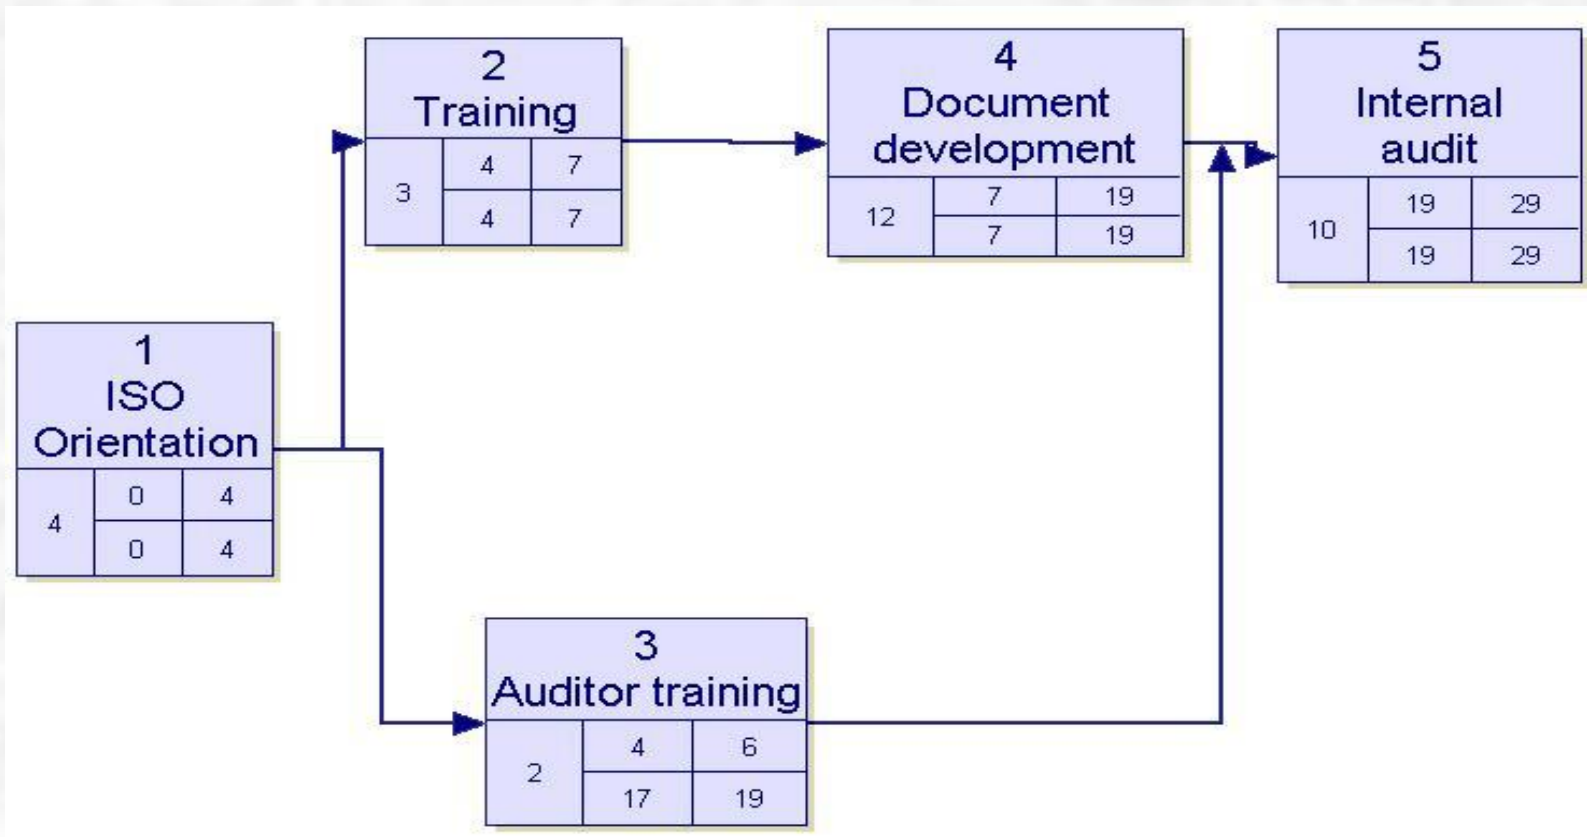 2
Training
3
4 7
4 7
4
Document
development
12
7 19
7 19
5
Internal
audit
10
19 29
19 29
1
ISO
Orientation
4
0 4
0 4
3
Auditor training
2
4 6
17 19